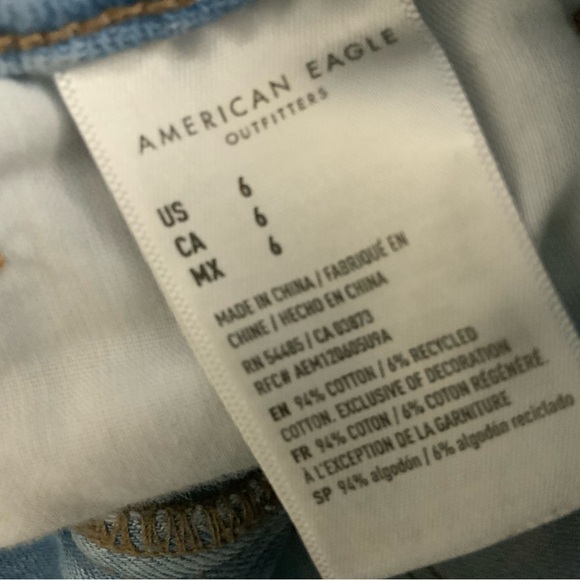 AMERICAN EAGLE
OUTFITTERS
US 6
CA 6
MX 6
MADE IN CHINA / FABRIQUÉ EN
CHINE / HECHO EN CHINA
RN 54485 / CA 03873
RFC# AEM120605U9A
EN 94% COTTON / 6% RECYCLED
COTTON. EXCLUSIVE OF DECORATION
FR 94% COTON / 6% COTON RÉGÉNÉRÉ.
À L'EXCEPTION DE LA GARNITURE
SP 94% algodón / 6% algodón reciclado